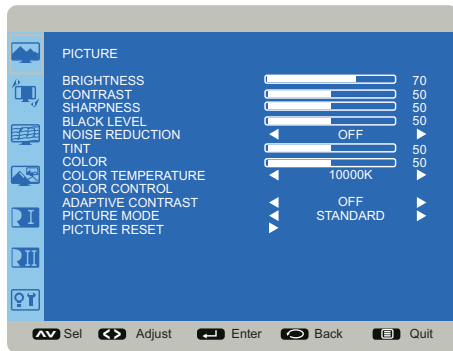 PICTURE
BRIGHTNESS 70
CONTRAST 50
SHARPNESS 50
BLACK LEVEL 50
NOISE REDUCTION OFF
TINT 50
COLOR 50
COLOR TEMPERATURE 10000K
COLOR CONTROL
ADAPTIVE CONTRAST OFF
PICTURE MODE STANDARD
PICTURE RESET
Sel Adjust Enter Back Quit